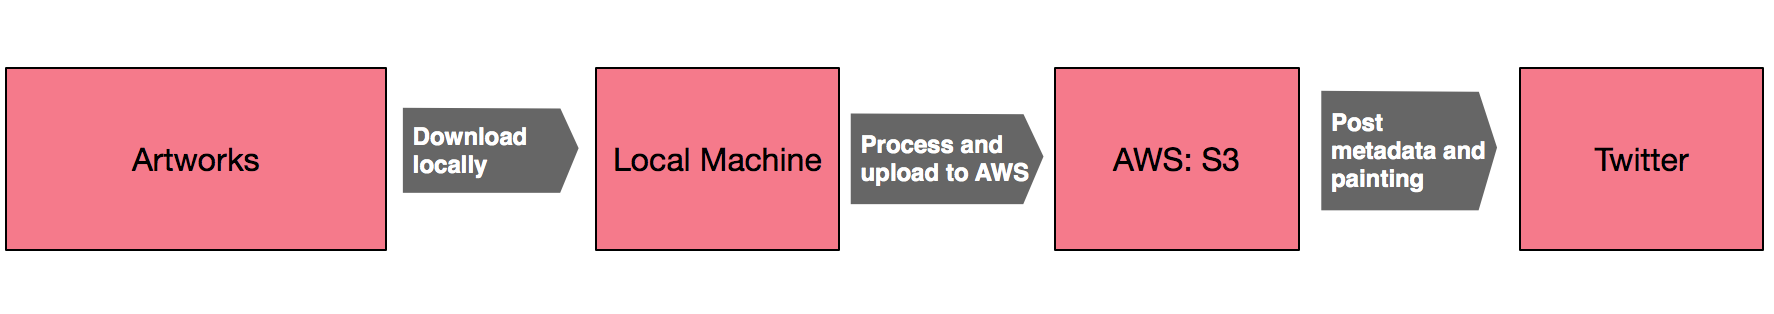 Artworks
Download
locally
Local Machine
Process and
upload to AWS
AWS: S3
Post
metadata and
painting
Twitter